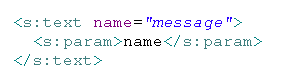 <s:text name="message">
<s:param>name</s:param>
</s:text>